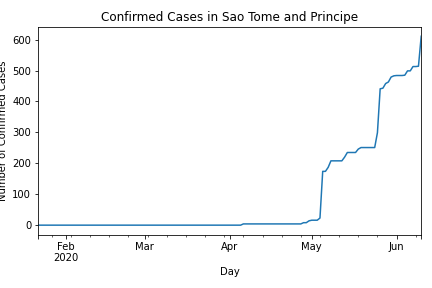 Confirmed Cases in Sao Tome and Principe
Number of Confirmed Cases
600
500
400
300
200
100
0
Feb Mar Apr May Jun
2020
Day